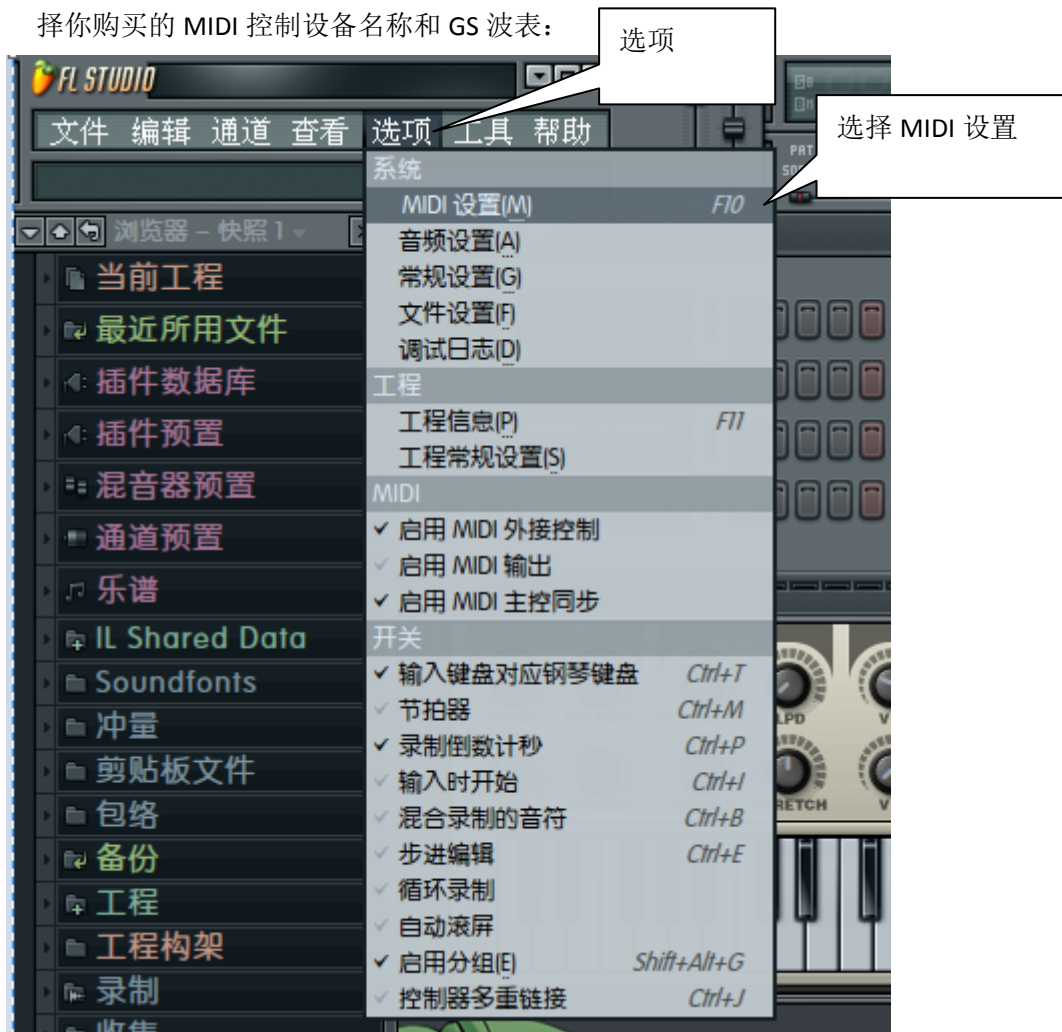 择你购买的 MIDI 控制设备名称和 GS 波表：
选项
选择 MIDI 设置
FL STUDIO
文件 编辑 通道 查看 选项 工具 帮助
浏览器 – 快照 1
当前工程
最近所用文件
插件数据库
插件预置
混音器预置
通道预置
乐谱
IL Shared Data
Soundfonts
冲量
剪贴板文件
包络
备份
工程
工程构架
录制
收集
系统
MIDI 设置(M) F10
音频设置(A)
常规设置(G)
文件设置(F)
调试日志(D)
工程
工程信息(P) F11
工程常规设置(S)
MIDI
启用 MIDI 外接控制
启用 MIDI 输出
启用 MIDI 主控同步
开关
输入键盘对应钢琴键盘 Ctrl+T
节拍器 Ctrl+M
录制倒数计秒 Ctrl+P
输入时开始 Ctrl+I
混合录制的音符 Ctrl+B
步进编辑 Ctrl+E
循环录制
自动滚屏
启用分组(E) Shift+Alt+G
控制器多重链接 Ctrl+J
PAT